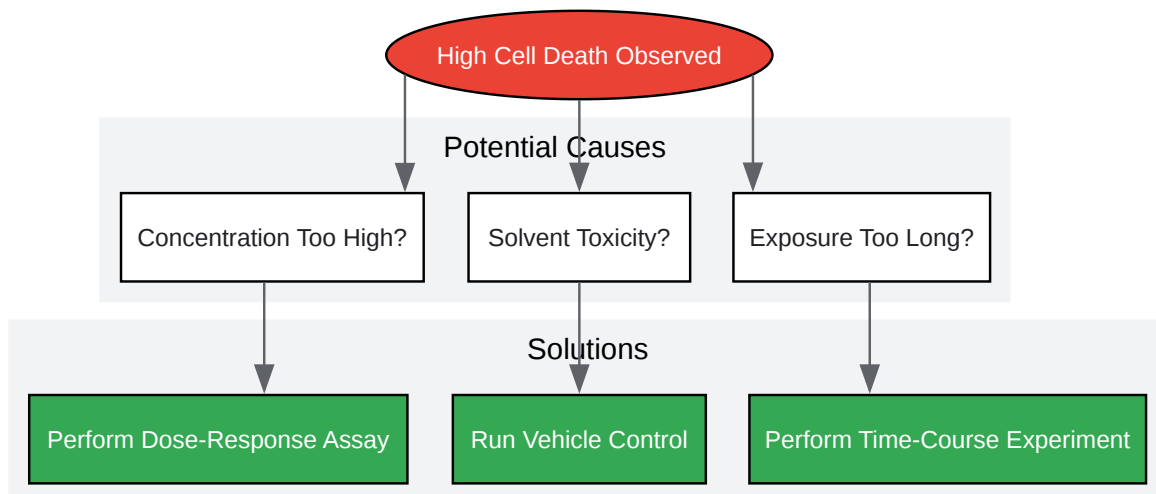 High Cell Death Observed
Potential Causes
Concentration Too High?
Solvent Toxicity?
Exposure Too Long?
Solutions
Perform Dose-Response Assay
Run Vehicle Control
Perform Time-Course Experiment